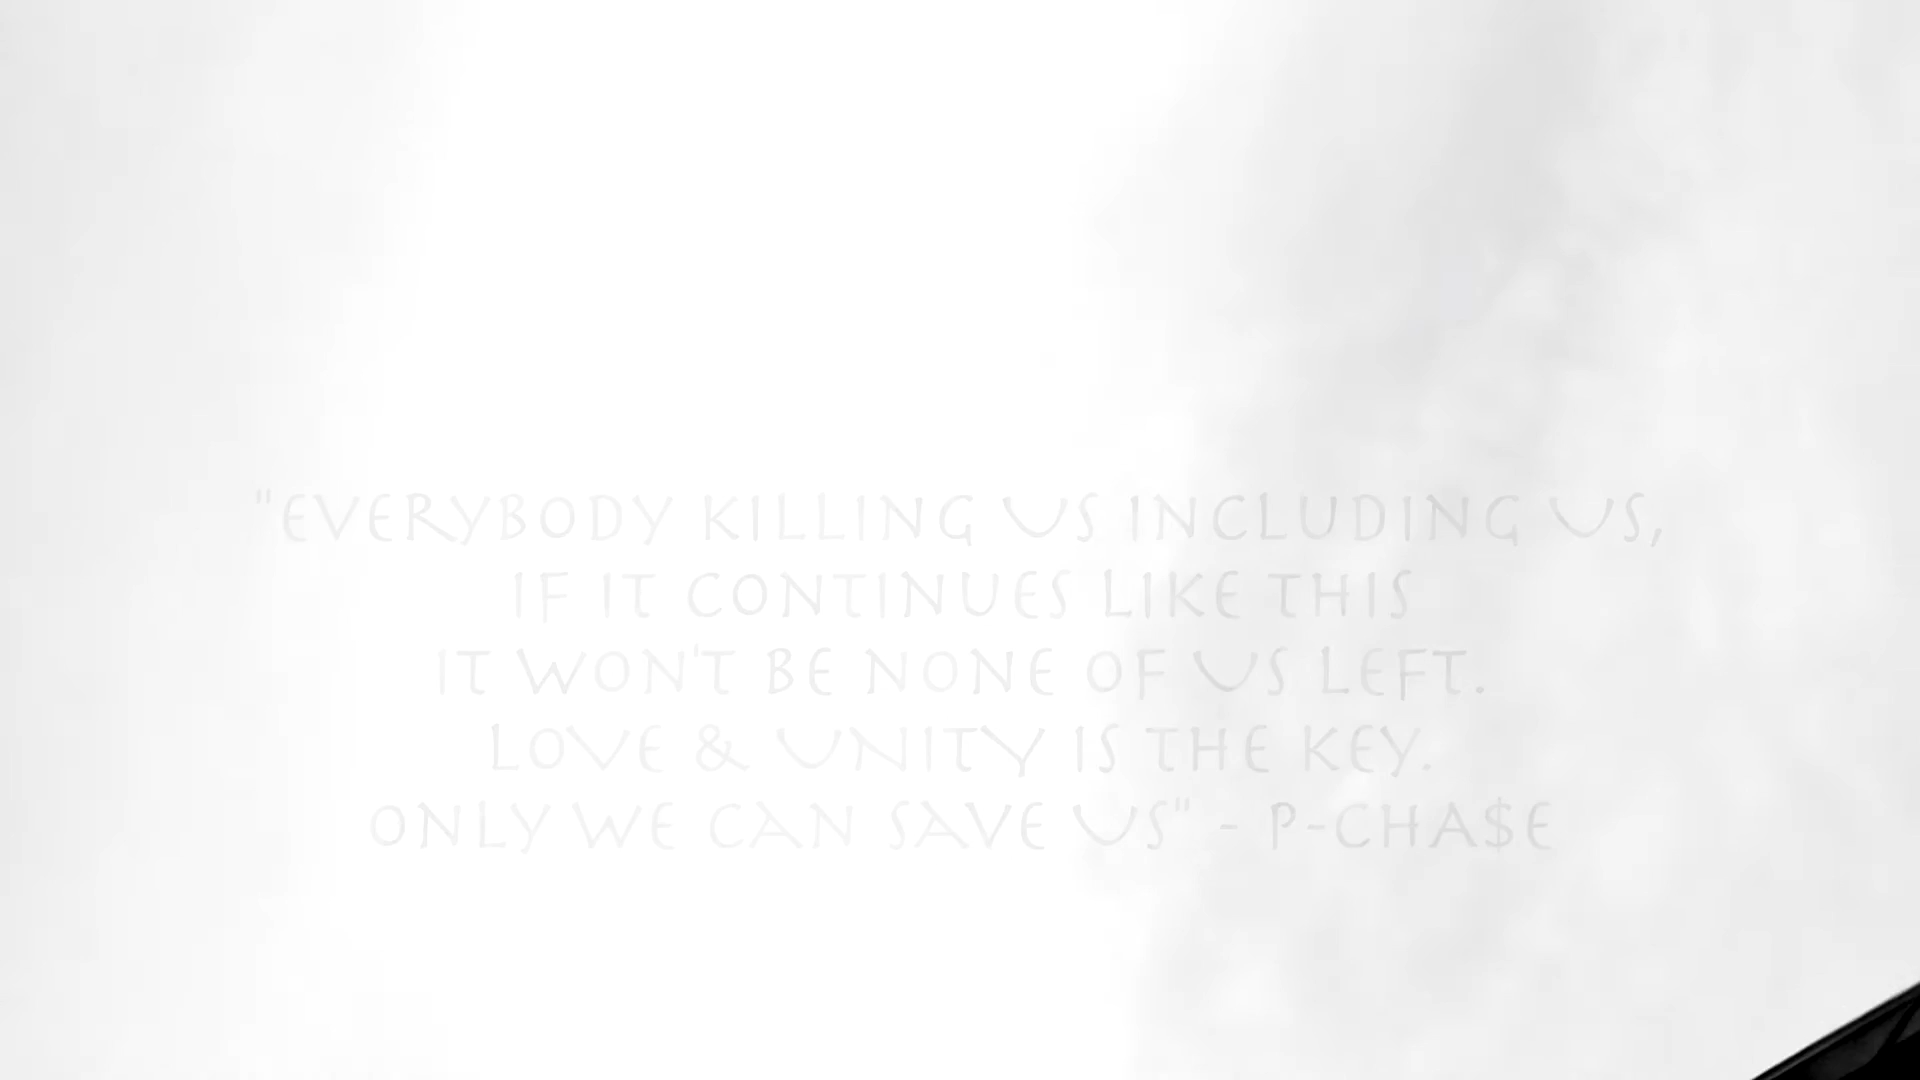 "EVERYBODY KILLING US INCLUDING US,
IF IT CONTINUES LIKE THIS
IT WON'T BE NONE OF US LEFT.
LOVE & UNITY IS THE KEY.
ONLY WE CAN SAVE US" - P-CHA$E